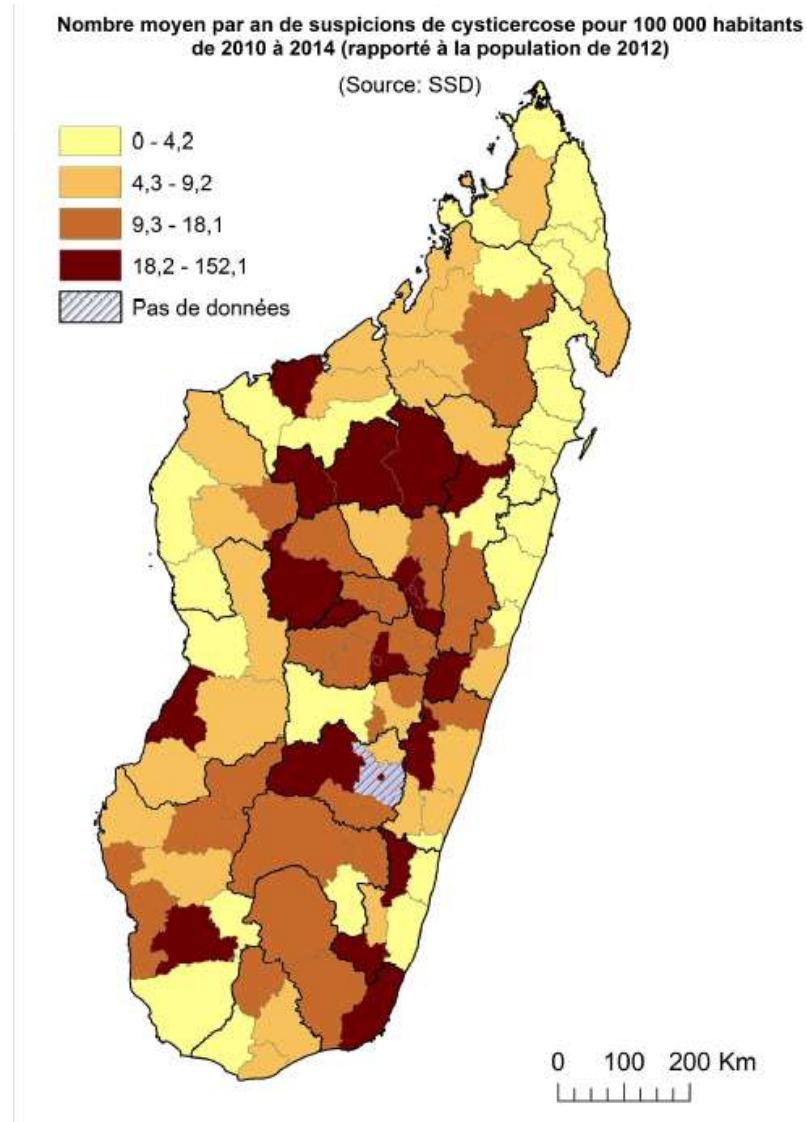 Nombre moyen par an de suspicions de cysticercose pour 100 000 habitants
de 2010 à 2014 (rapporté à la population de 2012)
(Source: SSD)
0 - 4,2
4,3 - 9,2
9,3 - 18,1
18,2 - 152,1
Pas de données
0 100 200 Km